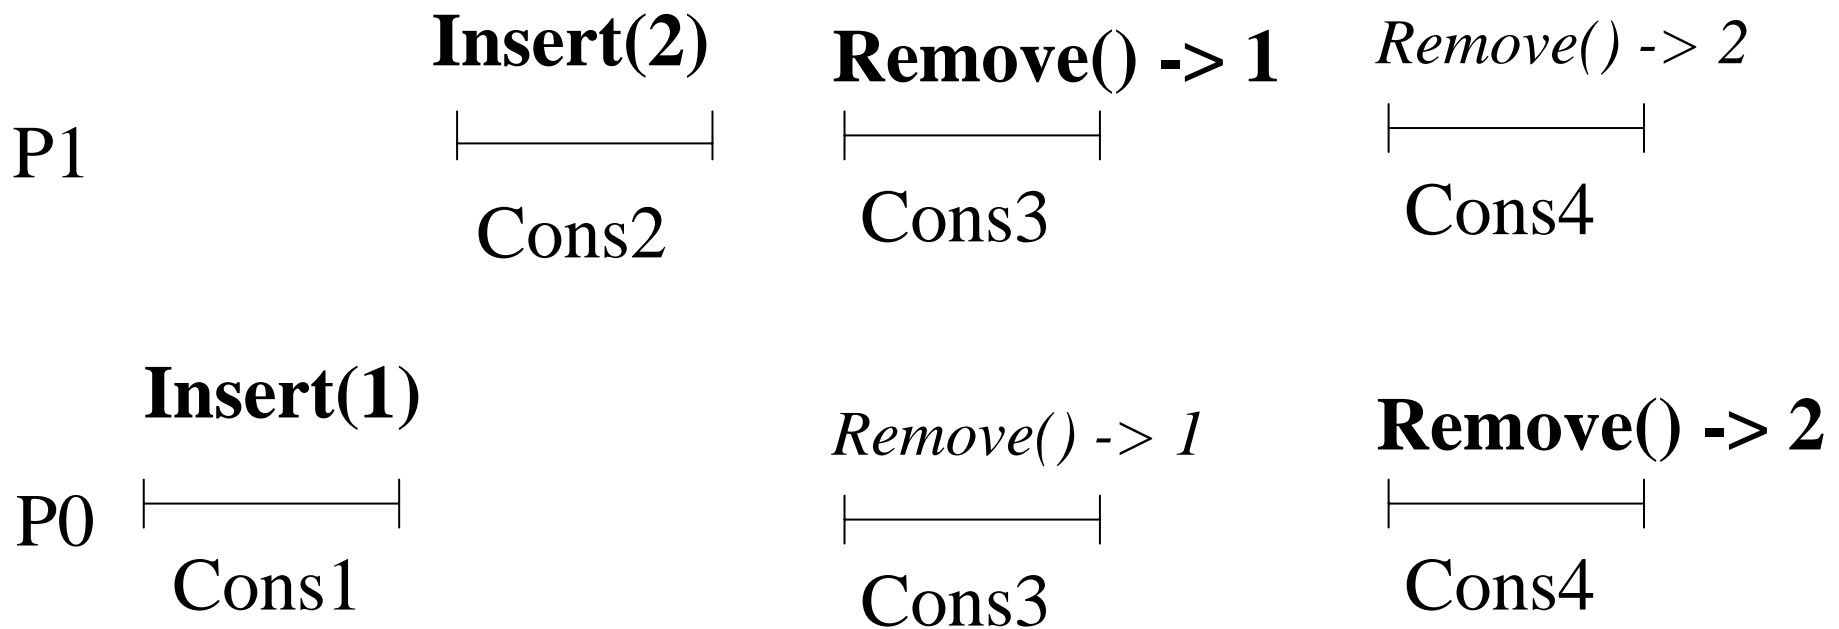 Insert(2) Remove() -> 1 Remove() -> 2
P1
Cons2 Cons3 Cons4
Insert(1) Remove() -> 1 Remove() -> 2
P0
Cons1 Cons3 Cons4